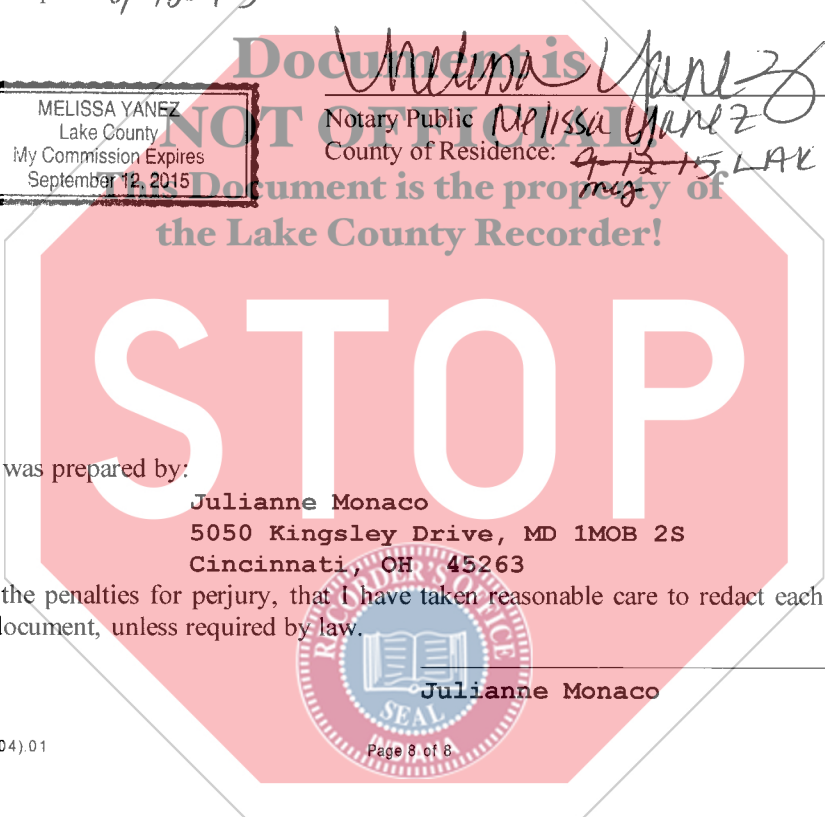 Document is
NOT OFFICIAL!
This Document is the property of
the Lake County Recorder!
MELISSA YANEZ
Lake County
My Commission Expires
September 12, 2015
Melissa Yanez
Notary Public Melissa Yanez
County of Residence: 9-12-15 LAK
myz
STOP
was prepared by:
Julianne Monaco
5050 Kingsley Drive, MD 1MOB 2S
Cincinnati, OH 45263
the penalties for perjury, that I have taken reasonable care to redact each
document, unless required by law.
Julianne Monaco
RECORDER'S OFFICE
SEAL
INDIANA
04).01
Page 8 of 8